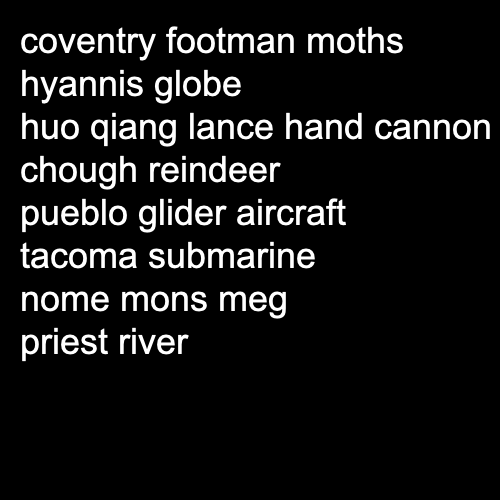 coventry footman moths
hyannis globe
huo qiang lance hand cannon
chough reindeer
pueblo glider aircraft
tacoma submarine
nome mons meg
priest river